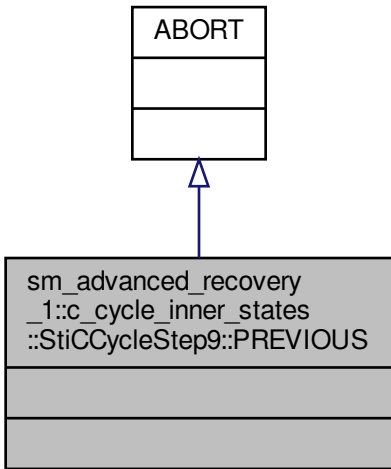 ABORT
sm_advanced_recovery
_1::c_cycle_inner_states
::StiCCycleStep9::PREVIOUS